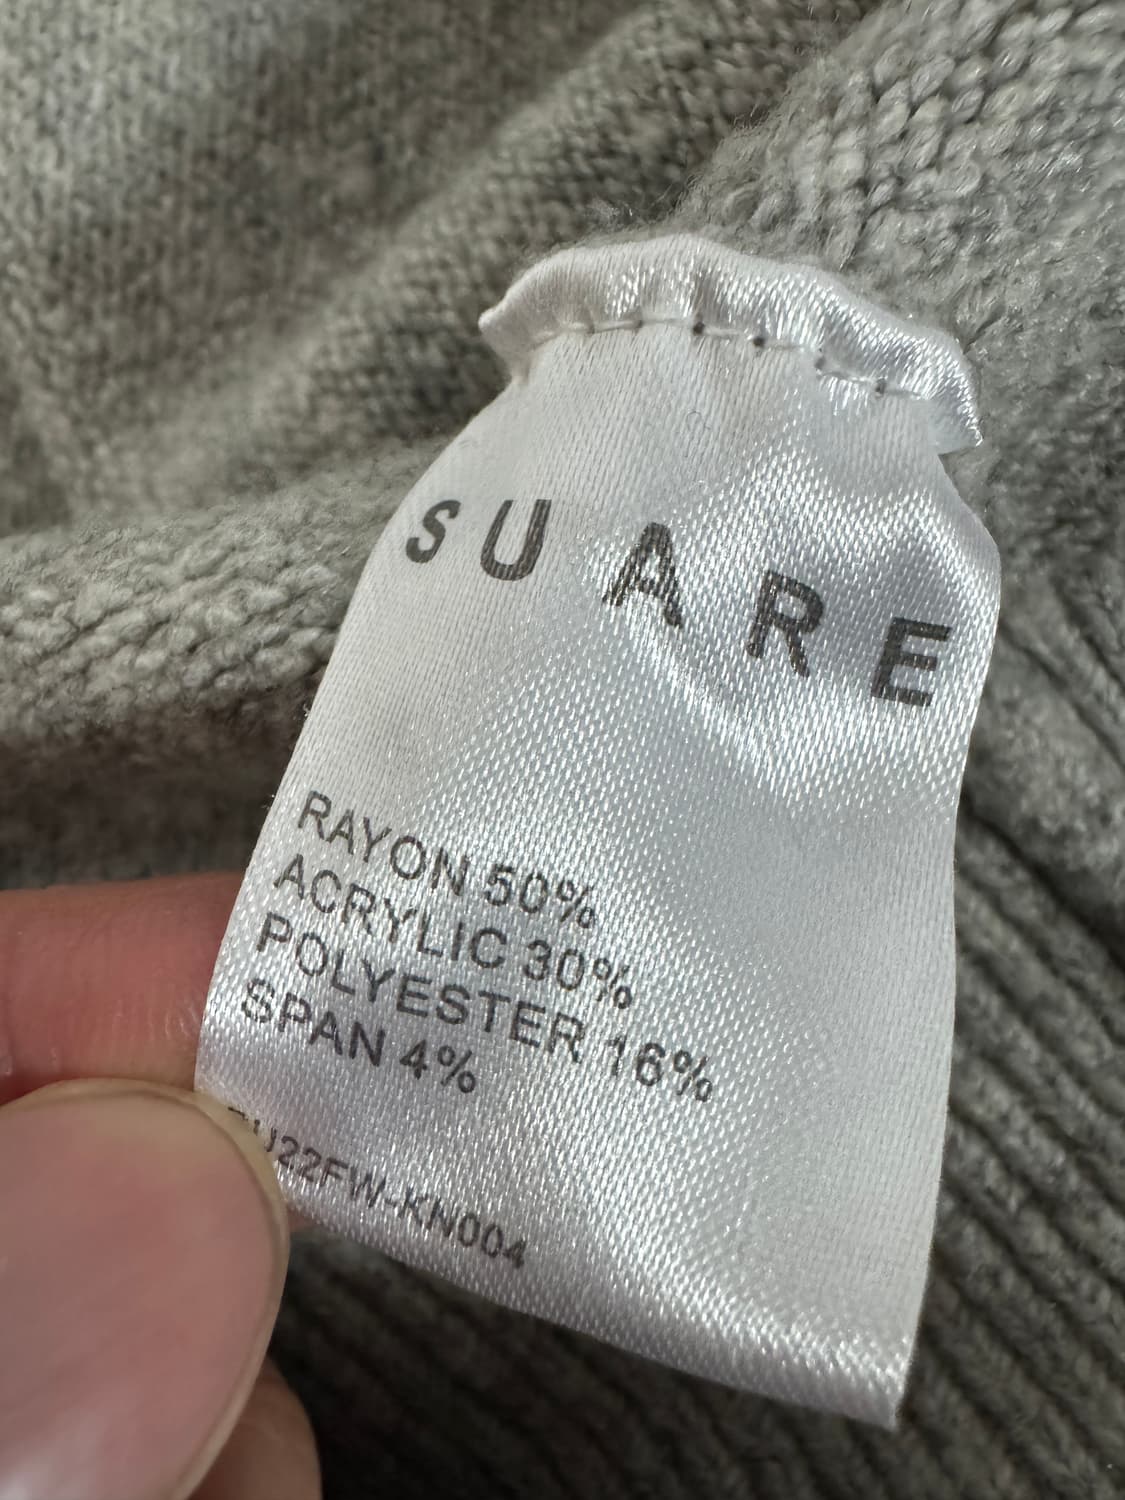 SUARE
RAYON 50%
ACRYLIC 30%
POLYESTER 16%
SPAN 4%